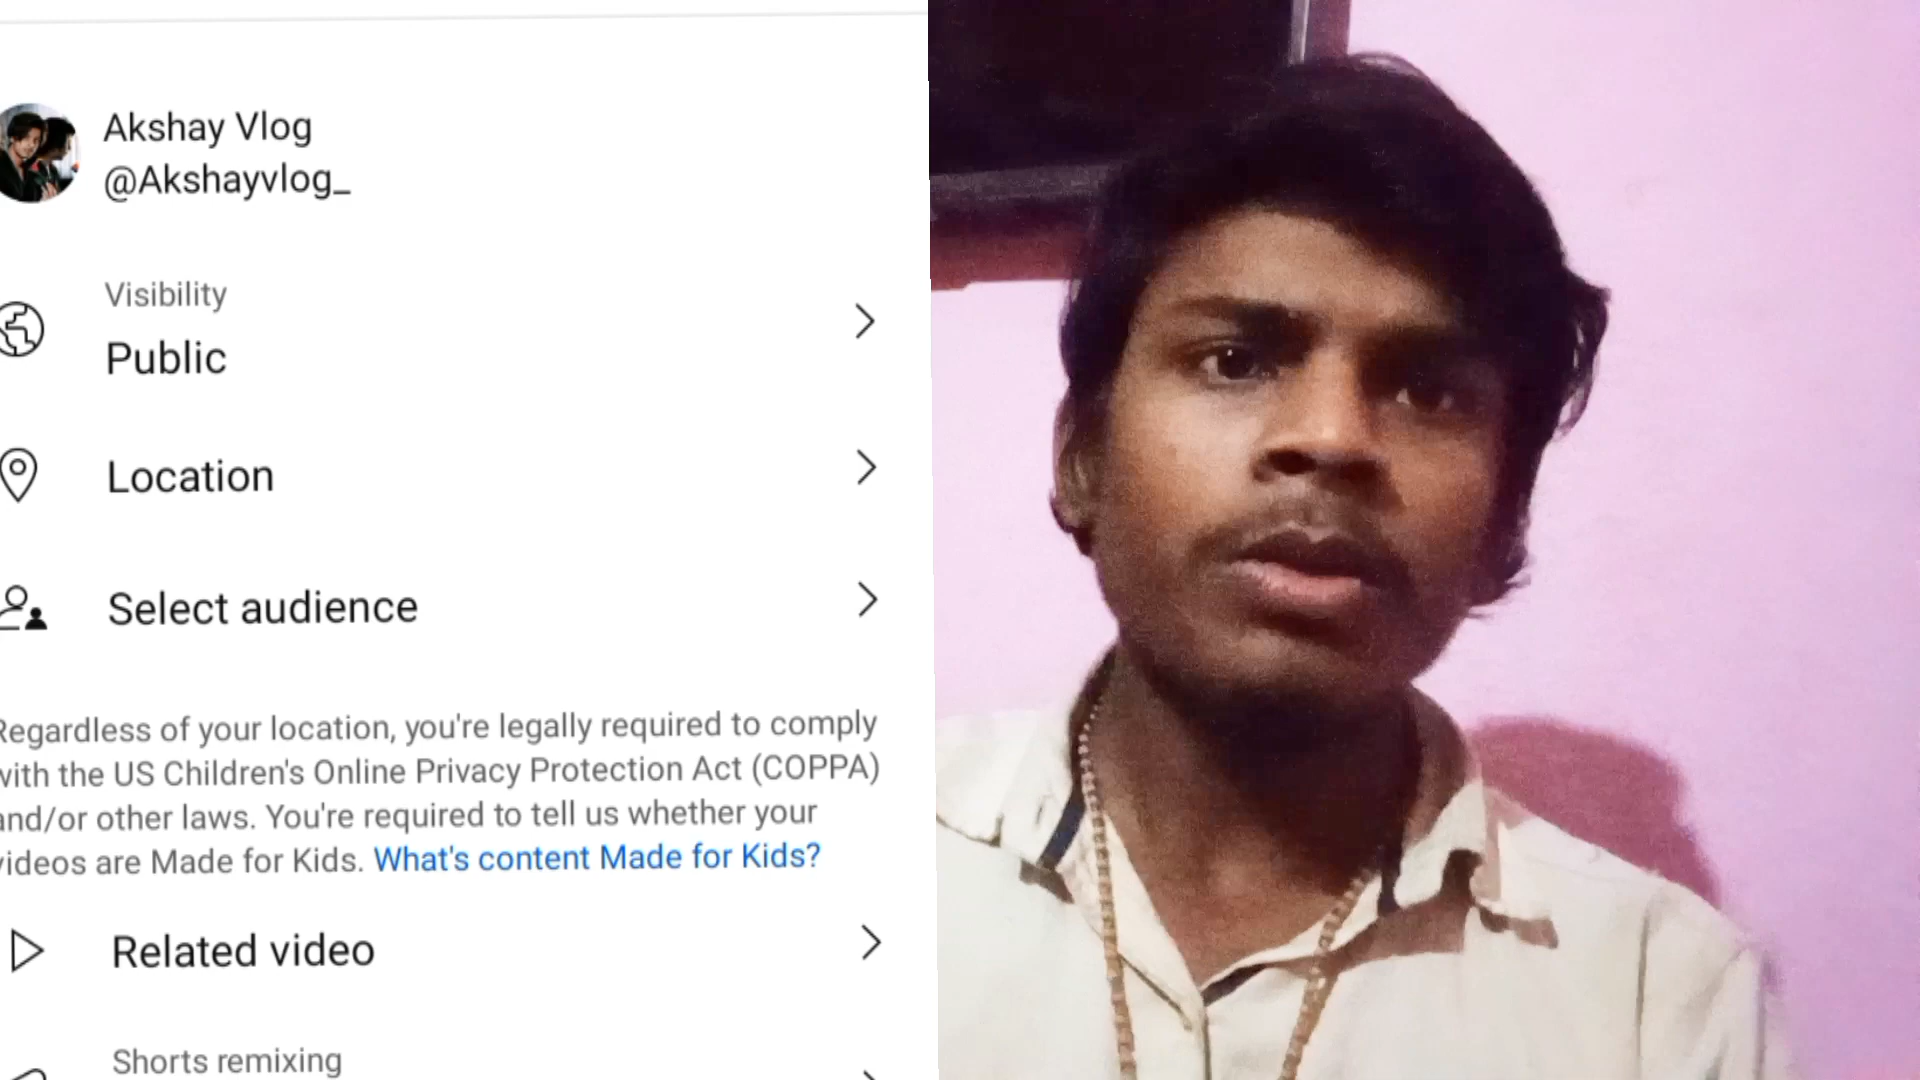 Akshay Vlog
@Akshayvlog_
Visibility
Public
Location
Select audience
Regardless of your location, you're legally required to comply
with the US Children's Online Privacy Protection Act (COPPA)
and/or other laws. You're required to tell us whether your
videos are Made for Kids. What's content Made for Kids?
Related video
Shorts remixing